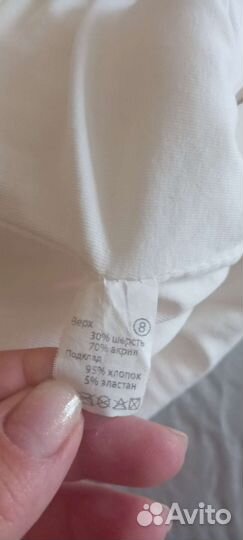 Верх 8
30% шерсть
70% акрил
Подклад
95% хлопок
5% эластан
Avito